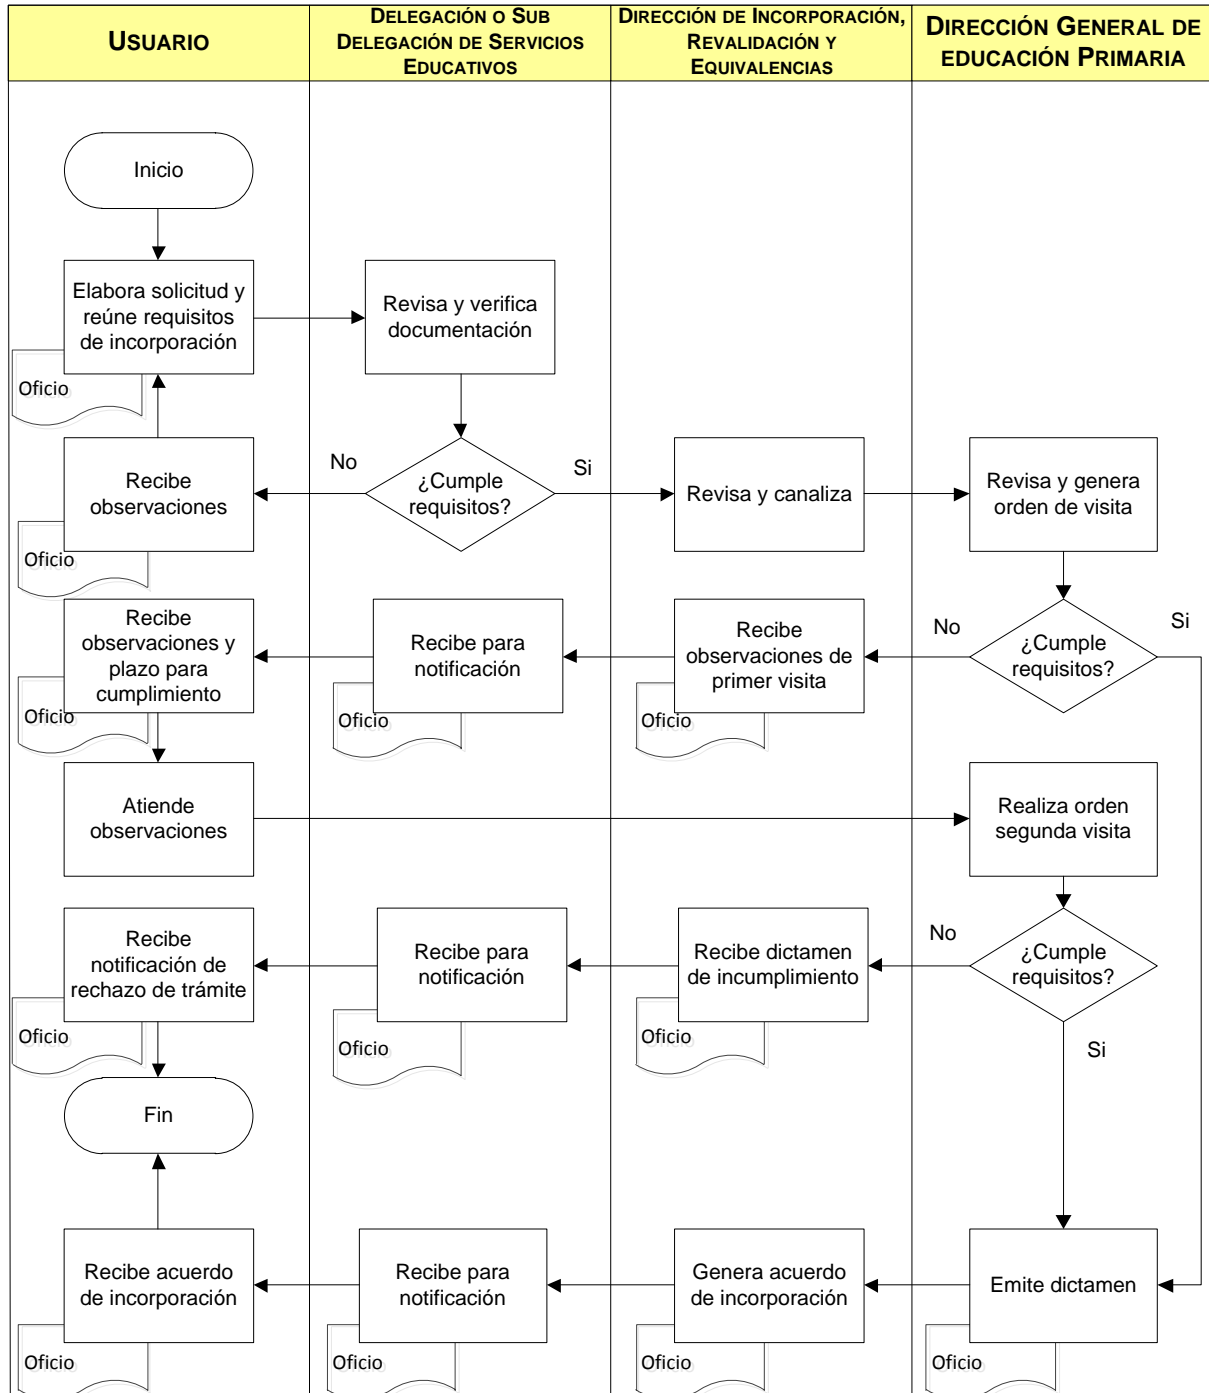 USUARIO
DELEGACIÓN O SUB
DELEGACIÓN DE SERVICIOS
EDUCATIVOS
DIRECCIÓN DE INCORPORACIÓN,
REVALIDACIÓN Y
EQUIVALENCIAS
DIRECCIÓN GENERAL DE
EDUCACIÓN PRIMARIA
Inicio
Elabora solicitud y
reúne requisitos
de incorporación
Oficio
Revisa y verifica
documentación
Recibe
observaciones
Oficio
No
¿Cumple
requisitos?
Si
Revisa y canaliza
Revisa y genera
orden de visita
Recibe
observaciones y
plazo para
cumplimiento
Oficio
Recibe para
notificación
Oficio
Recibe
observaciones de
primer visita
Oficio
No
¿Cumple
requisitos?
Si
Atiende
observaciones
Realiza orden
segunda visita
Recibe
notificación de
rechazo de trámite
Oficio
Recibe para
notificación
Oficio
Recibe dictamen
de incumplimiento
Oficio
No
¿Cumple
requisitos?
Si
Fin
Recibe acuerdo
de incorporación
Oficio
Recibe para
notificación
Oficio
Genera acuerdo
de incorporación
Oficio
Emite dictamen
Oficio